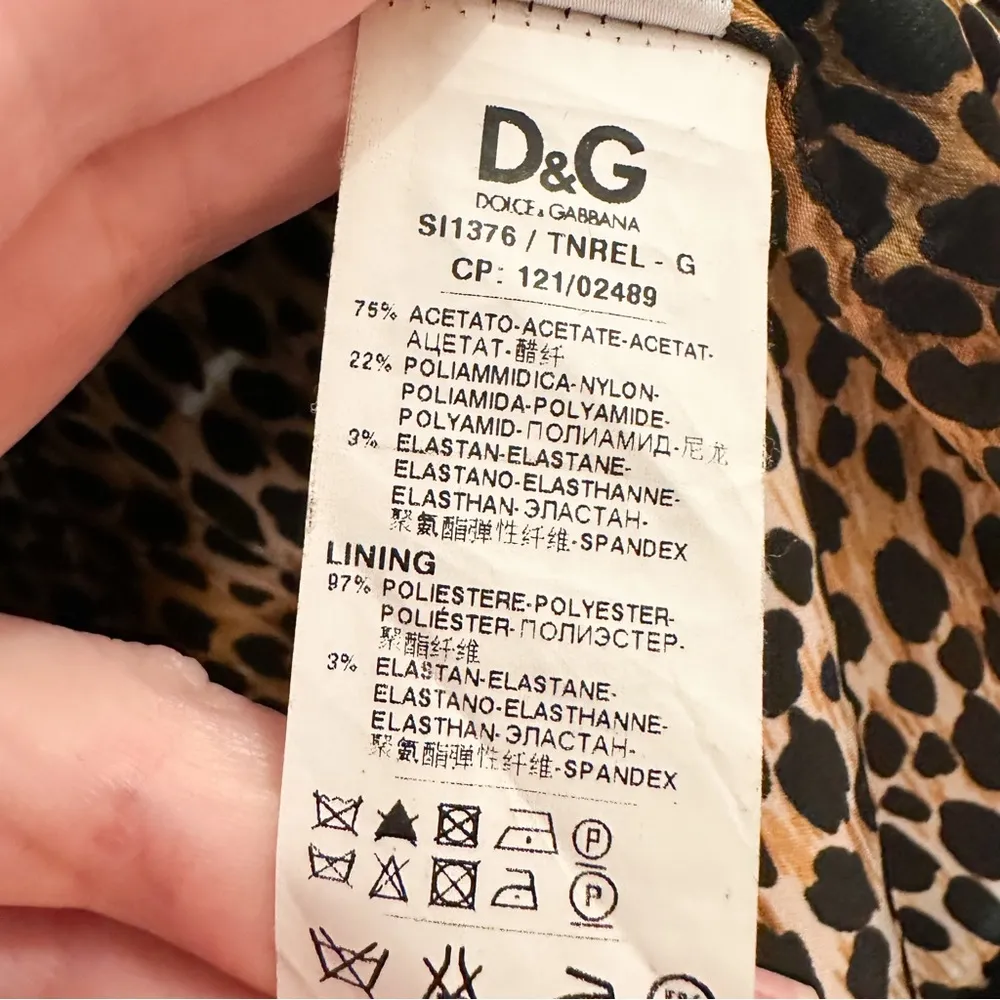 D&G
DOLCE & GABBANA
SI1376 / TNREL - G
CP: 121/02489
75% ACETATO-ACETATE-ACETAT-
АЦЕТАТ-醋纤
22% POLIAMMIDICA-NYLON-
POLIAMIDA-POLYAMIDE-
POLYAMID-ПОЛИАМИД-尼龙
3% ELASTAN-ELASTANE-
ELASTANO-ELASTHANNE-
ELASTHAN-ЭЛАСТАН-
聚氨酯弹性纤维-SPANDEX
LINING
97% POLIESTERE-POLYESTER-
POLIÉSTER-ПОЛИЭСТЕР-
聚酯纤维
3% ELASTAN-ELASTANE-
ELASTANO-ELASTHANNE-
ELASTHAN-ЭЛАСТАН-
聚氨酯弹性纤维-SPANDEX
P
P